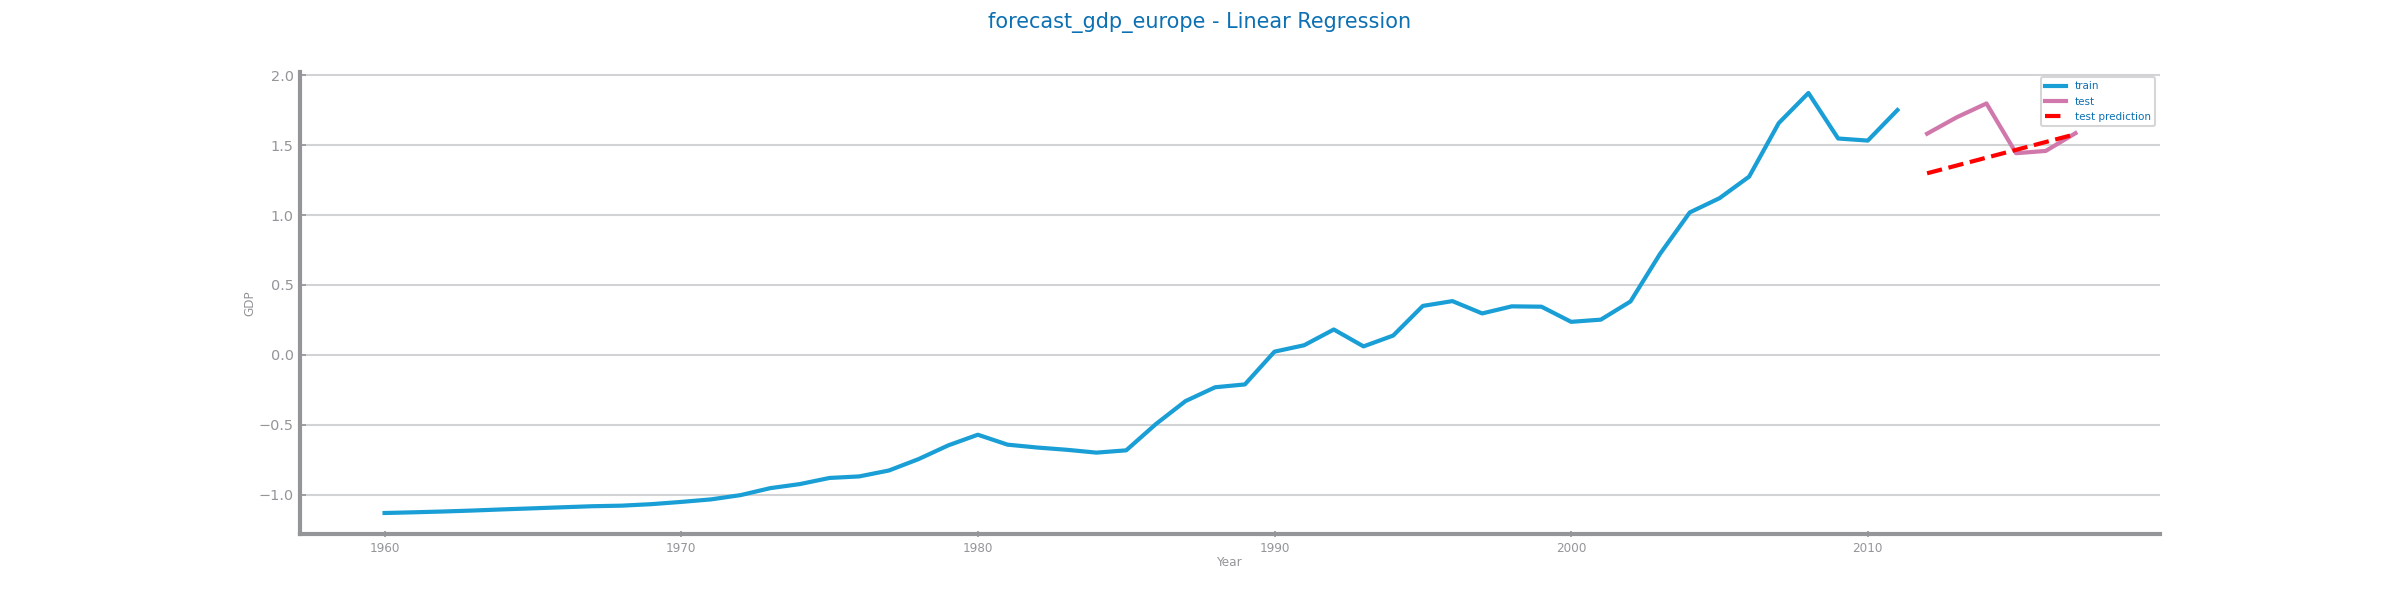 forecast_gdp_europe - Linear Regression
2.0
1.5
1.0
0.5
0.0
−0.5
−1.0
GDP
train
test
test prediction
1960 1970 1980 1990 2000 2010
Year